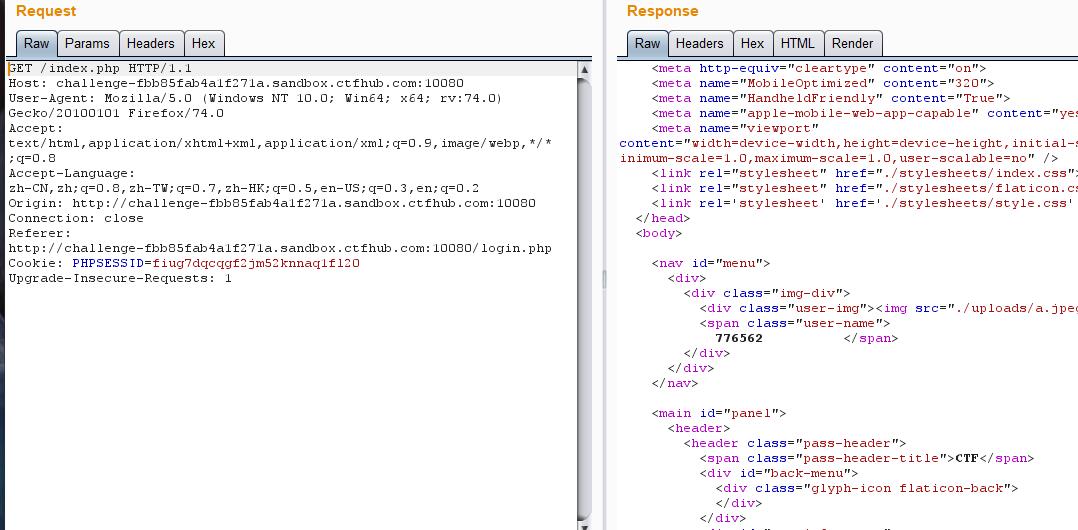 Request
Raw Params Headers Hex
GET /index.php HTTP/1.1
Host: challenge-fbb85fab4a1f271a.sandbox.ctfhub.com:10080
User-Agent: Mozilla/5.0 (Windows NT 10.0; Win64; x64; rv:74.0)
Gecko/20100101 Firefox/74.0
Accept:
text/html,application/xhtml+xml,application/xml;q=0.9,image/webp,*/*
;q=0.8
Accept-Language:
zh-CN,zh;q=0.8,zh-TW;q=0.7,zh-HK;q=0.5,en-US;q=0.3,en;q=0.2
Origin: http://challenge-fbb85fab4a1f271a.sandbox.ctfhub.com:10080
Connection: close
Referer:
http://challenge-fbb85fab4a1f271a.sandbox.ctfhub.com:10080/login.php
Cookie: PHPSESSID=fiug7dqcqgf2jm52knnaq1f120
Upgrade-Insecure-Requests: 1
Response
Raw Headers Hex HTML Render
<meta http-equiv="cleartype" content="on">
<meta name="MobileOptimized" content="320">
<meta name="HandheldFriendly" content="True">
<meta name="apple-mobile-web-app-capable" content="yes
<meta name="viewport"
content="width=device-width,height=device-height,initial-s
inimum-scale=1.0,maximum-scale=1.0,user-scalable=no" />
<link rel="stylesheet" href="./stylesheets/index.css">
<link rel="stylesheet" href="./stylesheets/flaticon.cs
<link rel='stylesheet' href='./stylesheets/style.css'
</head>
<body>
<nav id="menu">
<div>
<div class="img-div">
<div class="user-img"><img src="./uploads/a.jpeg
<span class="user-name">
776562 </span>
</div>
</div>
</nav>
<main id="panel">
<header>
<header class="pass-header">
<span class="pass-header-title">CTF</span>
<div id="back-menu">
<div class="glyph-icon flaticon-back">
</div>
</div>